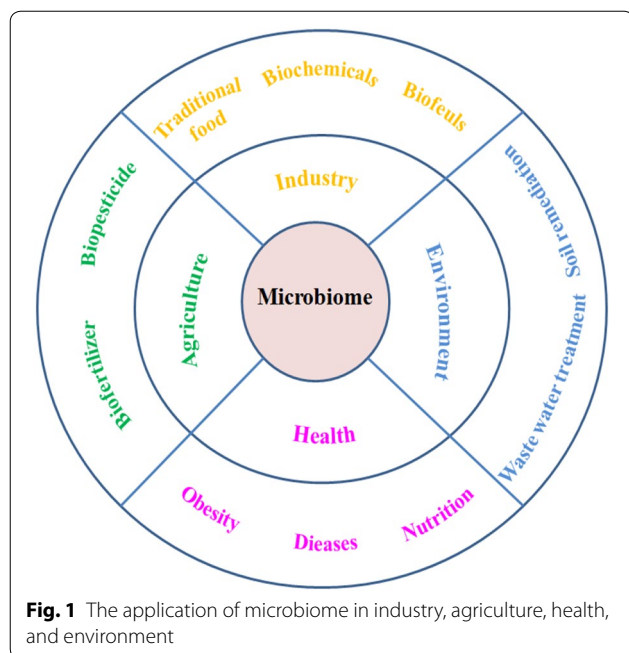 Traditional
food
Biochemicals
Biofeuls
Industry
Biopesticide
Biofertilizer
Agriculture
Microbiome
Environment
Soil remediation
Waste water treatment
Health
Obesity
Dieases
Nutrition
Fig. 1 The application of microbiome in industry, agriculture, health,
and environment